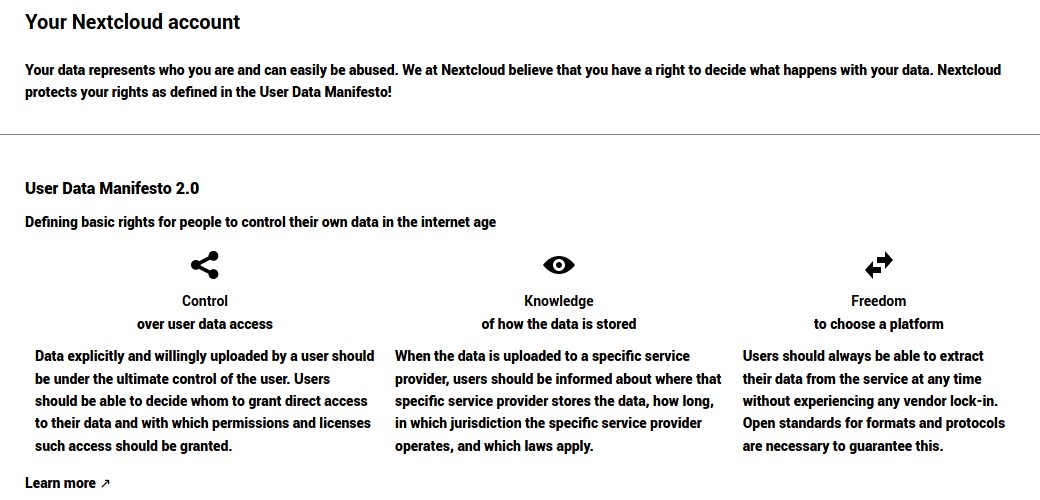 Your Nextcloud account
Your data represents who you are and can easily be abused. We at Nextcloud believe that you have a right to decide what happens with your data. Nextcloud
protects your rights as defined in the User Data Manifesto!
User Data Manifesto 2.0
Defining basic rights for people to control their own data in the internet age
Control
over user data access
Data explicitly and willingly uploaded by a user should
be under the ultimate control of the user. Users
should be able to decide whom to grant direct access
to their data and with which permissions and licenses
such access should be granted.
Knowledge
of how the data is stored
When the data is uploaded to a specific service
provider, users should be informed about where that
specific service provider stores the data, how long,
in which jurisdiction the specific service provider
operates, and which laws apply.
Freedom
to choose a platform
Users should always be able to extract
their data from the service at any time
without experiencing any vendor lock-in.
Open standards for formats and protocols
are necessary to guarantee this.
Learn more ↗